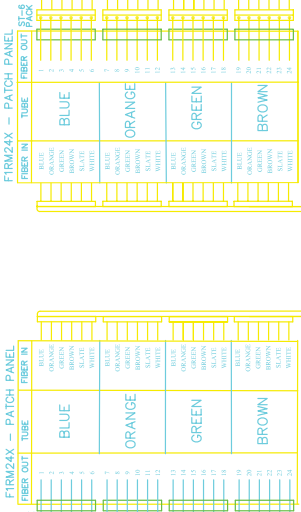 F1RM24X – PATCH PANEL
FIBER OUT TUBE FIBER IN
BLUE
1 BLUE
2 ORANGE
3 GREEN
4 BROWN
5 SLATE
6 WHITE
ORANGE
7 BLUE
8 ORANGE
9 GREEN
10 BROWN
11 SLATE
12 WHITE
GREEN
13 BLUE
14 ORANGE
15 GREEN
16 BROWN
17 SLATE
18 WHITE
BROWN
19 BLUE
20 ORANGE
21 GREEN
22 BROWN
23 SLATE
24 WHITE
F1RM24X – PATCH PANEL
FIBER IN TUBE FIBER OUT
ST-6
PACK
BLUE
BLUE 1
ORANGE 2
GREEN 3
BROWN 4
SLATE 5
WHITE 6
ORANGE
BLUE 7
ORANGE 8
GREEN 9
BROWN 10
SLATE 11
WHITE 12
GREEN
BLUE 13
ORANGE 14
GREEN 15
BROWN 16
SLATE 17
WHITE 18
BROWN
BLUE 19
ORANGE 20
GREEN 21
BROWN 22
SLATE 23
WHITE 24